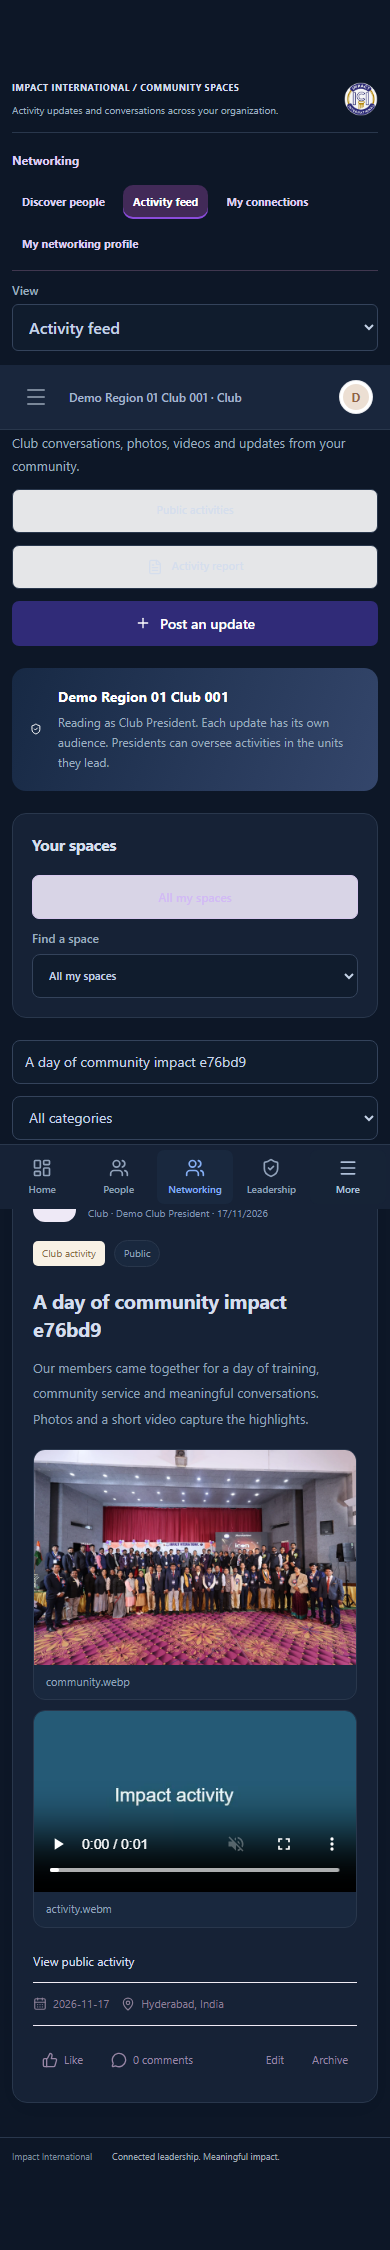 IMPACT INTERNATIONAL / COMMUNITY SPACES
Activity updates and conversations across your organization.
Networking
Discover people
Activity feed
My connections
My networking profile
View
Activity feed
Demo Region 01 Club 001 · Club
D
Club conversations, photos, videos and updates from your
community.
Public activities
Activity report
Post an update
Demo Region 01 Club 001
Reading as Club President. Each update has its own
audience. Presidents can oversee activities in the units
they lead.
Your spaces
All my spaces
Find a space
All my spaces
A day of community impact e76bd9
All categories
Home
People
Networking
Leadership
More
Club · Demo Club President · 17/11/2026
Club activity
Public
A day of community impact
e76bd9
Our members came together for a day of training,
community service and meaningful conversations.
Photos and a short video capture the highlights.
community.webp
Impact activity
0:00 / 0:01
activity.webm
View public activity
2026-11-17
Hyderabad, India
Like
0 comments
Edit
Archive
Impact International
Connected leadership. Meaningful impact.